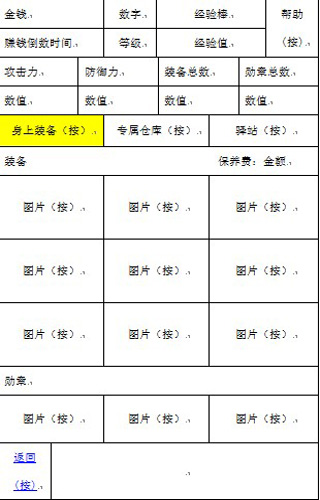 金钱 数字 经验棒 帮助
赚钱倒数时间 等级 经验值 （按）
攻击力 防御力 装备总数 勋章总数
数值 数值 数值 数值
身上装备（按） 专属仓库（按） 驿站（按）
装备 保养费：金额
图片（按） 图片（按） 图片（按）
图片（按） 图片（按） 图片（按）
图片（按） 图片（按） 图片（按）
勋章
图片（按） 图片（按） 图片（按）
返回
（按）